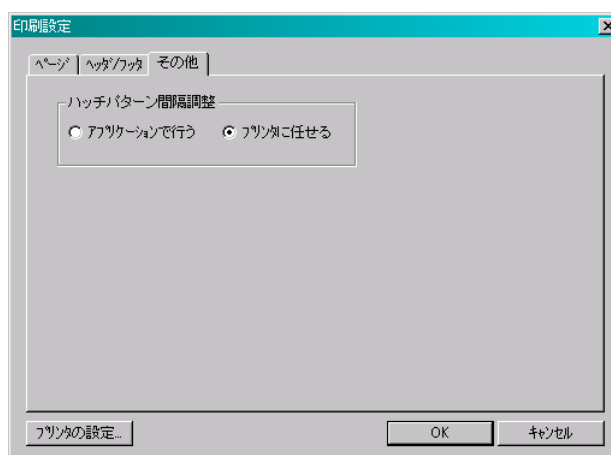 印刷設定
ﾍﾟｰｼﾞ ﾍｯﾀﾞ/ﾌｯﾀ その他
ハッチパターン間隔調整
ｱﾌﾟﾘｹｰｼｮﾝで行う ﾌﾟﾘﾝﾀに任せる
ﾌﾟﾘﾝﾀの設定... OK ｷｬﾝｾﾙ